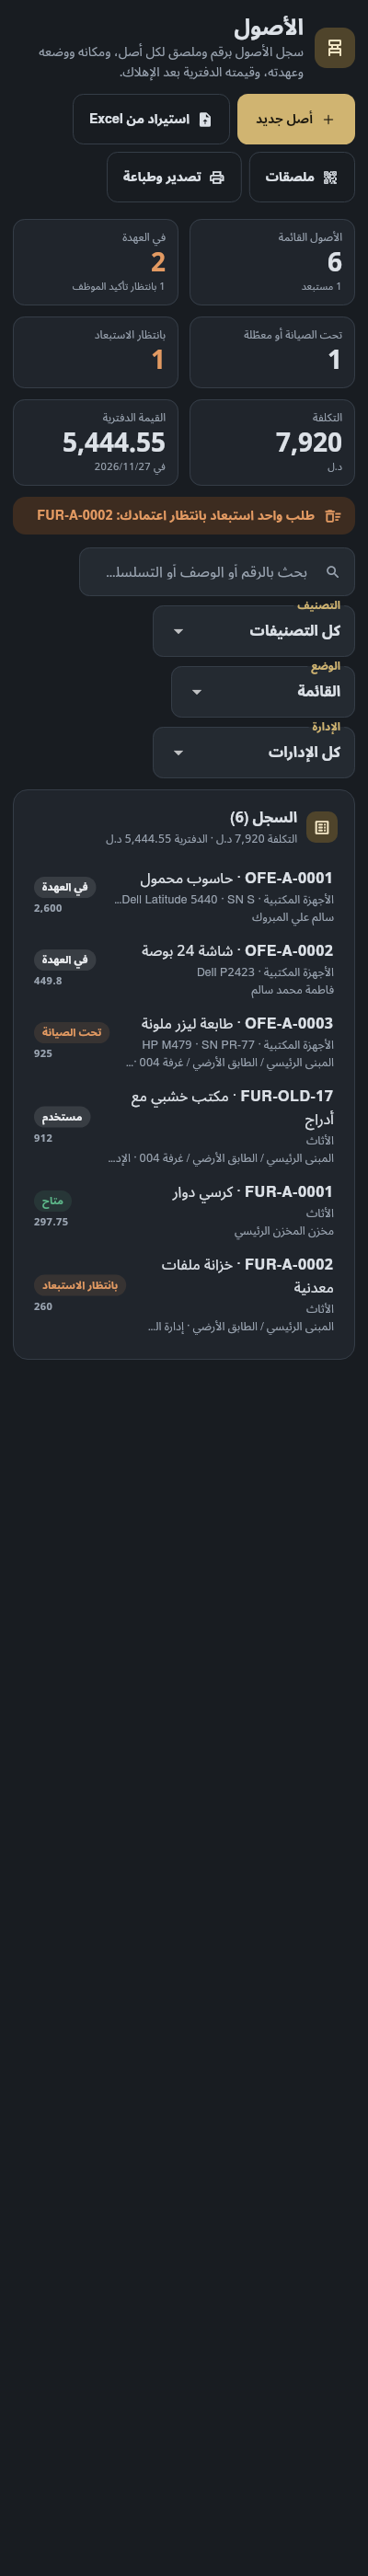 الأصول
سجل الأصول برقم وملصق لكل أصل، ومكانه ووضعه
وعهدته، وقيمته الدفترية بعد الإهلاك.
أصل جديد
استيراد من Excel
ملصقات
تصدير وطباعة
الأصول القائمة
6
1 مستبعد
في العهدة
2
1 بانتظار تأكيد الموظف
تحت الصيانة أو معطّلة
1
بانتظار الاستبعاد
1
التكلفة
7,920
د.ل
القيمة الدفترية
5,444.55
في 2026/11/27
طلب واحد استبعاد بانتظار اعتمادك: FUR-A-0002
بحث بالرقم أو الوصف أو التسلسل...
التصنيف
كل التصنيفات
الوضع
القائمة
الإدارة
كل الإدارات
السجل (6)
التكلفة 7,920 د.ل · الدفترية 5,444.55 د.ل
OFE-A-0001 · حاسوب محمول
الأجهزة المكتبية · Dell Latitude 5440 · SN S...
سالم علي المبروك
في العهدة
2,600
OFE-A-0002 · شاشة 24 بوصة
الأجهزة المكتبية · Dell P2423
فاطمة محمد سالم
في العهدة
449.8
OFE-A-0003 · طابعة ليزر ملونة
الأجهزة المكتبية · HP M479 · SN PR-77
المبنى الرئيسي / الطابق الأرضي / غرفة 004 ·...
تحت الصيانة
925
FUR-OLD-17 · مكتب خشبي مع
أدراج
الأثاث
المبنى الرئيسي / الطابق الأرضي / غرفة 004 · الإد...
مستخدم
912
FUR-A-0001 · كرسي دوار
الأثاث
مخزن المخزن الرئيسي
متاح
297.75
FUR-A-0002 · خزانة ملفات
معدنية
الأثاث
المبنى الرئيسي / الطابق الأرضي · إدارة الـ...
بانتظار الاستبعاد
260